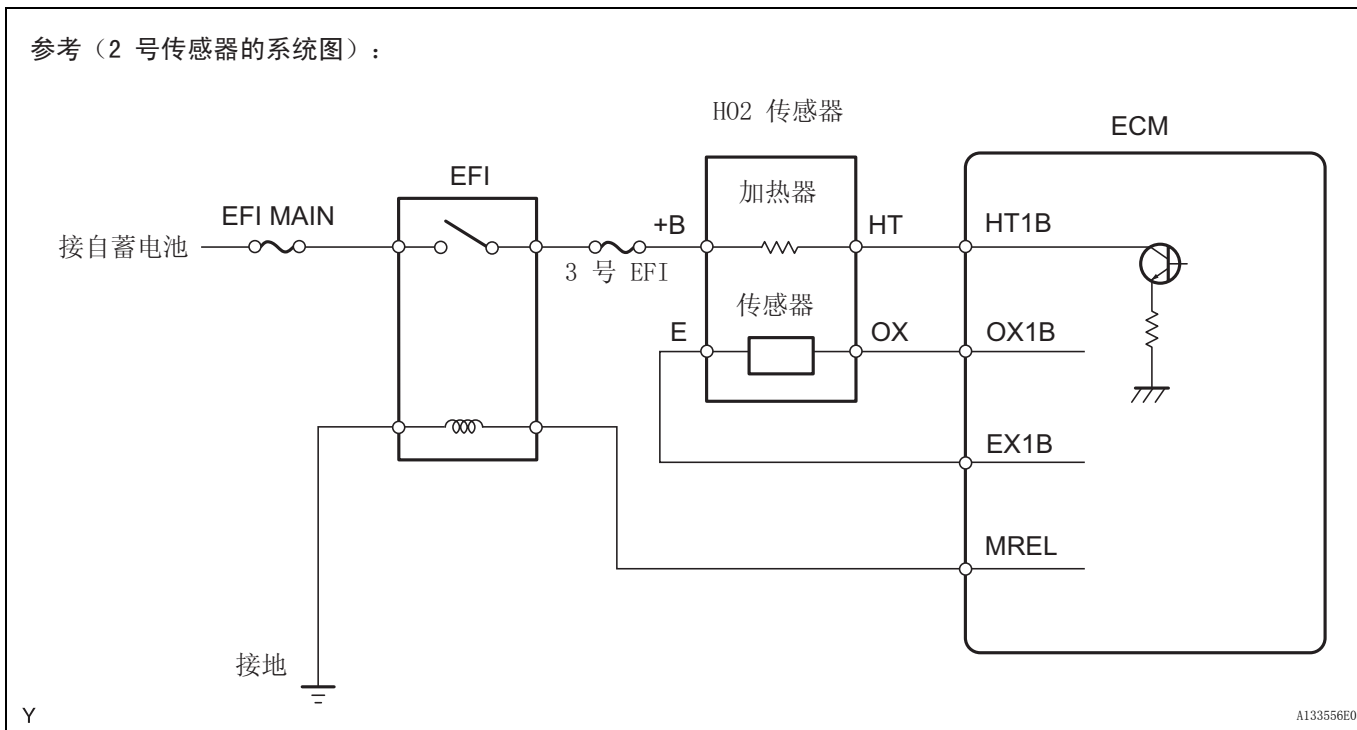 参考（2 号传感器的系统图）：
HO2 传感器
ECM
EFI
加热器
EFI MAIN
+B
HT
HT1B
接自蓄电池
3 号 EFI
传感器
E
OX
OX1B
EX1B
MREL
接地
Y
A133556E0